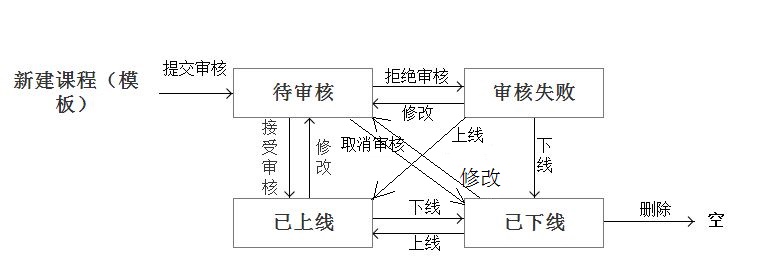 提交审核
新建课程（模
板）
待审核
拒绝审核
修改
审核失败
接受审核
修改
取消审核
上线
下线
修改
已上线
下线
上线
已下线
删除
空